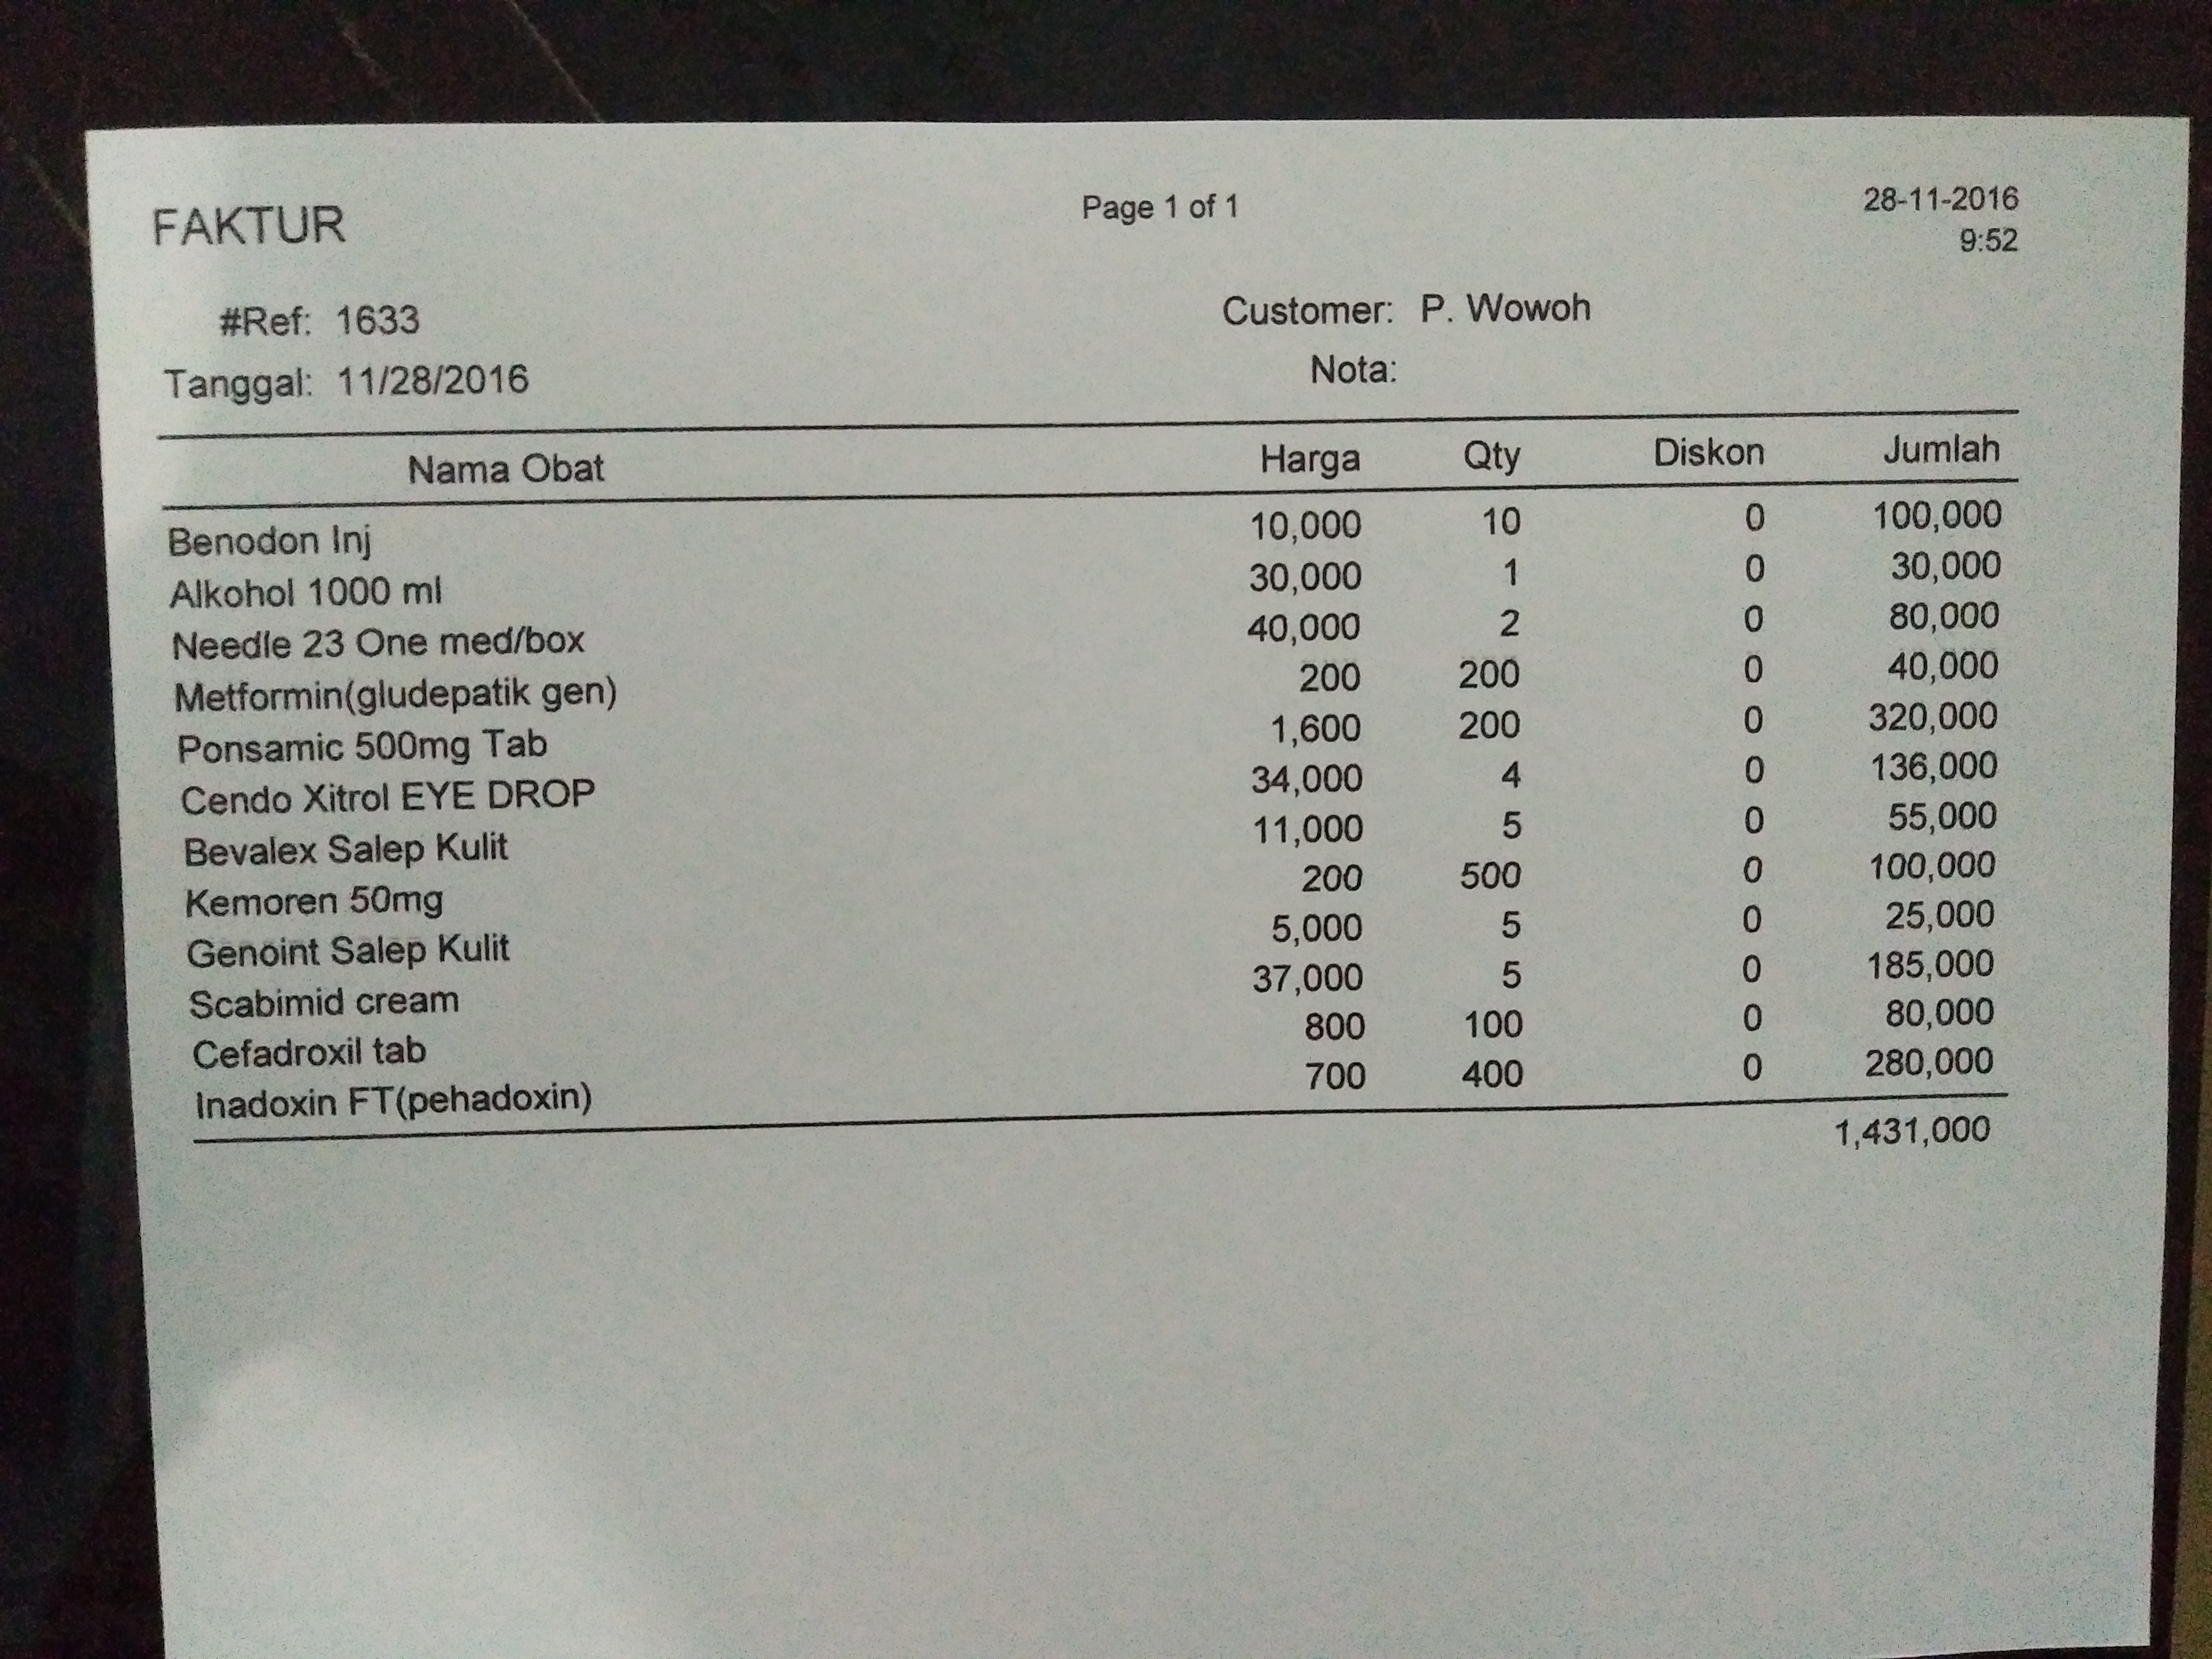 FAKTUR Page 1 of 1 28-11-2016
9:52
#Ref: 1633 Customer: P. Wowoh
Tanggal: 11/28/2016 Nota:
Nama Obat Harga Qty Diskon Jumlah
Benodon Inj 10,000 10 0 100,000
Alkohol 1000 ml 30,000 1 0 30,000
Needle 23 One med/box 40,000 2 0 80,000
Metformin(gludepatik gen) 200 200 0 40,000
Ponsamic 500mg Tab 1,600 200 0 320,000
Cendo Xitrol EYE DROP 34,000 4 0 136,000
Bevalex Salep Kulit 11,000 5 0 55,000
Kemoren 50mg 200 500 0 100,000
Genoint Salep Kulit 5,000 5 0 25,000
Scabimid cream 37,000 5 0 185,000
Cefadroxil tab 800 100 0 80,000
Inadoxin FT(pehadoxin) 700 400 0 280,000
1,431,000